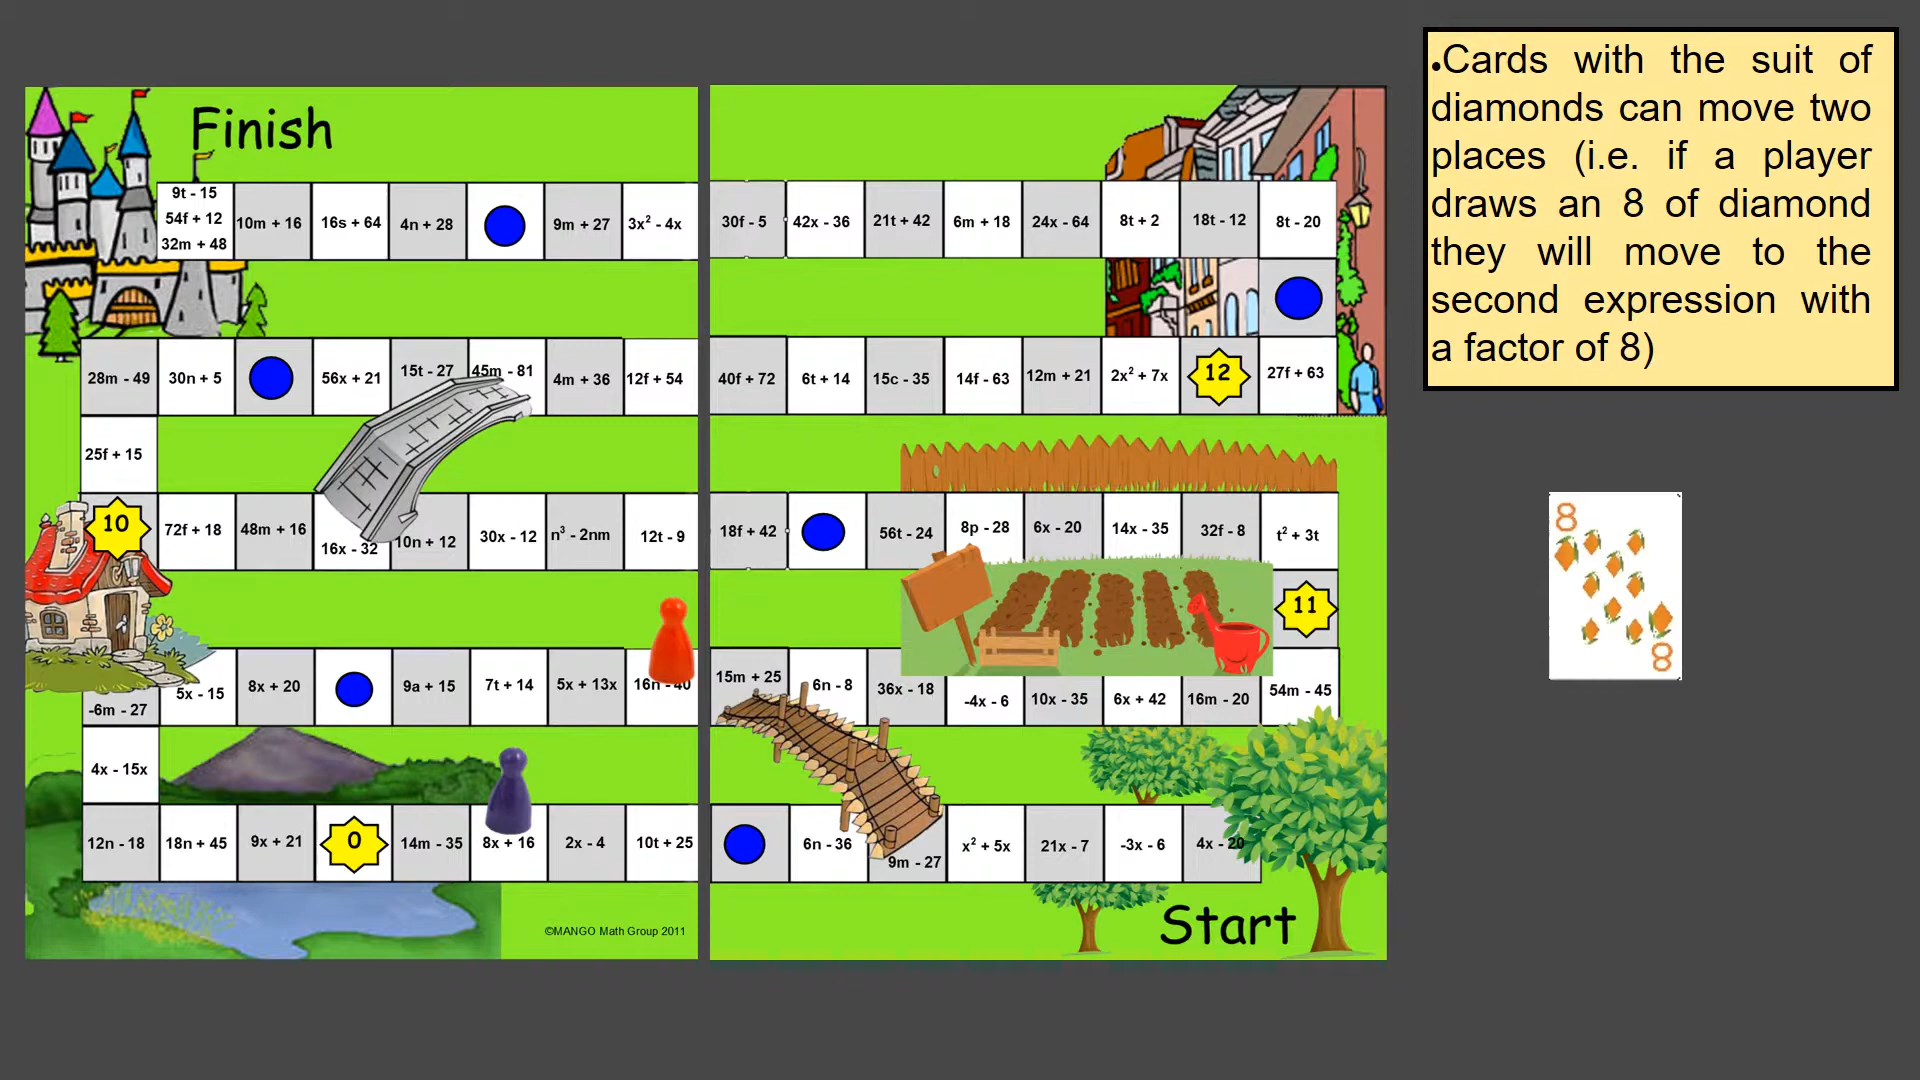 Finish
9t - 15
54f + 12
32m + 48
10m + 16 16s + 64 4n + 28 9m + 27 3x² - 4x 30f - 5 42x - 36 21t + 42 6m + 18 24x - 64 8t + 2 18t - 12 8t - 20
28m - 49 30n + 5 56x + 21 15t - 27 45m - 81 4m + 36 12f + 54 40f + 72 6t + 14 15c - 35 14f - 63 12m + 21 2x² + 7x 12 27f + 63
25f + 15
10 72f + 18 48m + 16 16x - 32 10n + 12 30x - 12 n³ - 2nm 12t - 9 18f + 42 56t - 24 8p - 28 6x - 20 14x - 35 32f - 8 t² + 3t
11
-6m - 27 5x - 15 8x + 20 9a + 15 7t + 14 5x + 13x 16n - 40 15m + 25 6n - 8 36x - 18 -4x - 6 10x - 35 6x + 42 16m - 20 54m - 45
4x - 15x
12n - 18 18n + 45 9x + 21 0 14m - 35 8x + 16 2x - 4 10t + 25 6n - 36 9m - 27 x² + 5x 21x - 7 -3x - 6 4x - 20
©MANGO Math Group 2011
Start
•Cards with the suit of
diamonds can move two
places (i.e. if a player
draws an 8 of diamond
they will move to the
second expression with
a factor of 8)
8
8